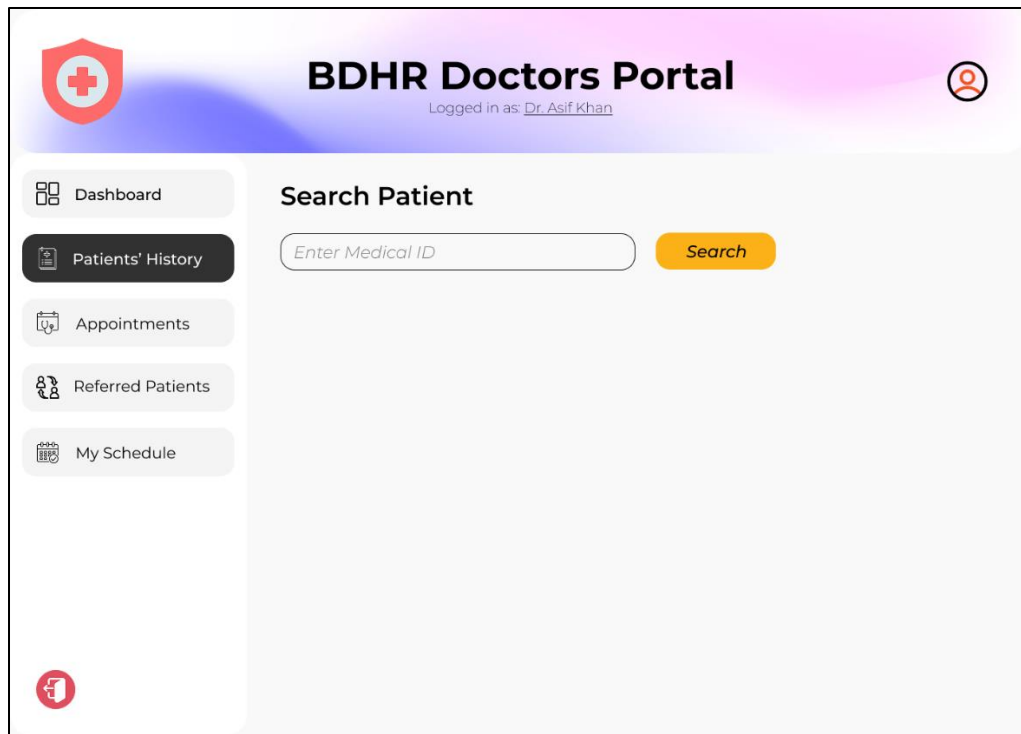 BDHR Doctors Portal
Logged in as: Dr. Asif Khan
Dashboard
Patients' History
Appointments
Referred Patients
My Schedule
Search Patient
Enter Medical ID
Search